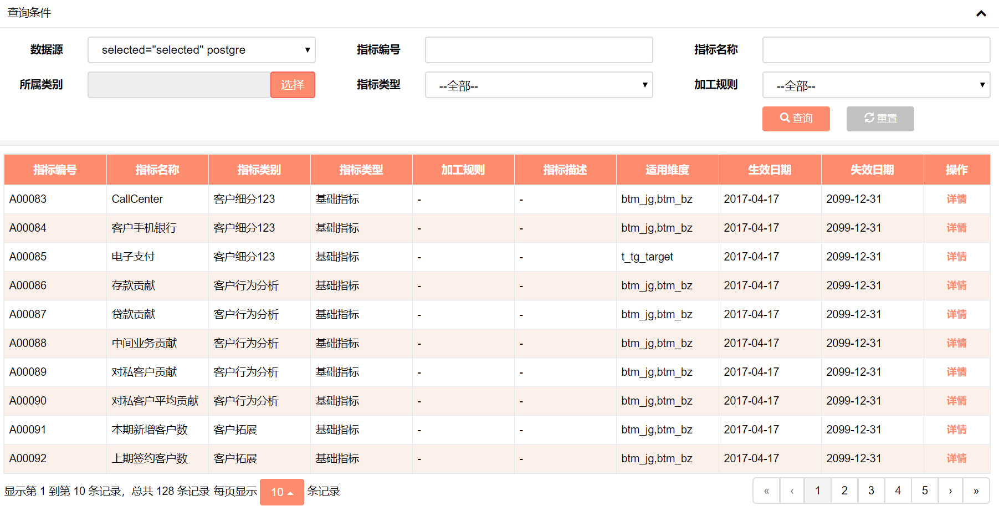 查询条件
数据源 selected="selected" postgre 指标编号 指标名称
所属类别 选择 指标类型 --全部-- 加工规则 --全部--
查询 重置
指标编号 指标名称 指标类别 指标类型 加工规则 指标描述 适用维度 生效日期 失效日期 操作
A00083 CallCenter 客户细分123 基础指标 - - btm_jg,btm_bz 2017-04-17 2099-12-31 详情
A00084 客户手机银行 客户细分123 基础指标 - - btm_jg,btm_bz 2017-04-17 2099-12-31 详情
A00085 电子支付 客户细分123 基础指标 - - t_tg_target 2017-04-17 2099-12-31 详情
A00086 存款贡献 客户行为分析 基础指标 - - btm_jg,btm_bz 2017-04-17 2099-12-31 详情
A00087 贷款贡献 客户行为分析 基础指标 - - btm_jg,btm_bz 2017-04-17 2099-12-31 详情
A00088 中间业务贡献 客户行为分析 基础指标 - - btm_jg,btm_bz 2017-04-17 2099-12-31 详情
A00089 对私客户贡献 客户行为分析 基础指标 - - btm_jg,btm_bz 2017-04-17 2099-12-31 详情
A00090 对私客户平均贡献 客户行为分析 基础指标 - - btm_jg,btm_bz 2017-04-17 2099-12-31 详情
A00091 本期新增客户数 客户拓展 基础指标 - - btm_jg,btm_bz 2017-04-17 2099-12-31 详情
A00092 上期签约客户数 客户拓展 基础指标 - - btm_jg,btm_bz 2017-04-17 2099-12-31 详情
显示第 1 到第 10 条记录，总共 128 条记录 每页显示 10 条记录 « ‹ 1 2 3 4 5 › »